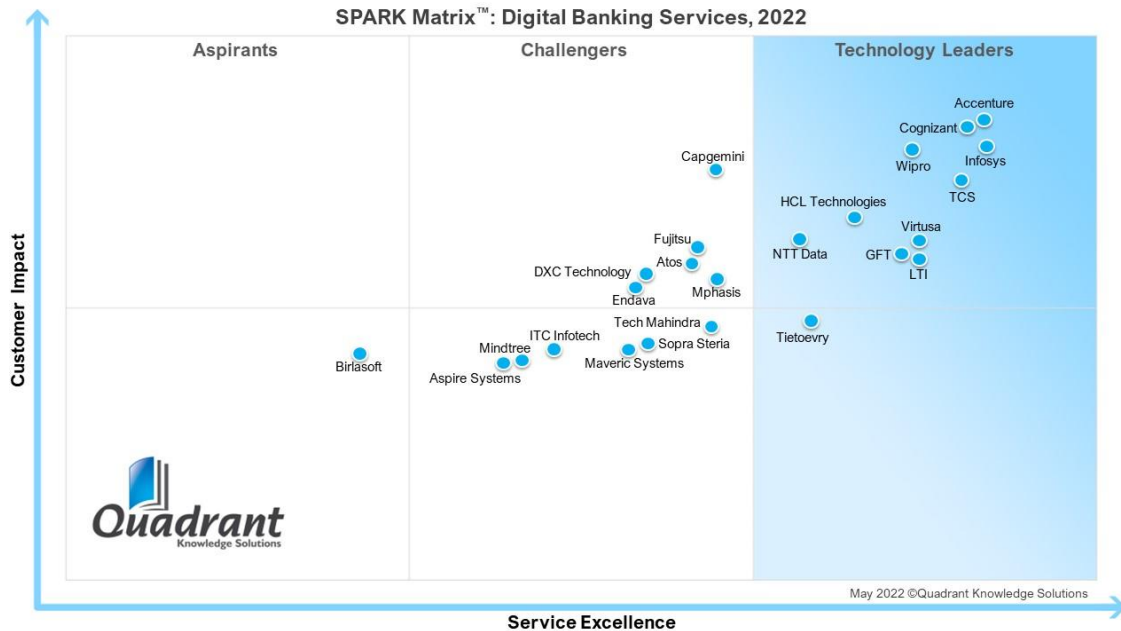 SPARK Matrix™: Digital Banking Services, 2022
Aspirants
Challengers
Technology Leaders
Accenture
Cognizant
Infosys
Wipro
Capgemini
TCS
HCL Technologies
Virtusa
Fujitsu
NTT Data
GFT
Atos
LTI
DXC Technology
Mphasis
Endava
Tech Mahindra
Tietoevry
ITC Infotech
Sopra Steria
Mindtree
Maveric Systems
Birlasoft
Aspire Systems
Customer Impact
Quadrant
Knowledge Solutions
May 2022 ©Quadrant Knowledge Solutions
Service Excellence